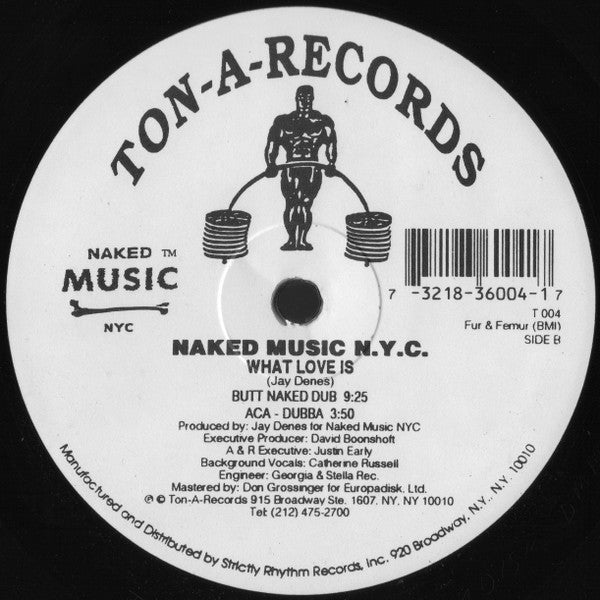 TON-A-RECORDS
NAKED ™
MUSIC
NYC
7 -3218-36004-1 7
T 004
Fur & Femur (BMI)
SIDE B
NAKED MUSIC N.Y.C.
WHAT LOVE IS
(Jay Denes)
BUTT NAKED DUB 9:25
ACA - DUBBA 3:50
Produced by: Jay Denes for Naked Music NYC
Executive Producer: David Boonshoft
A & R Executive: Justin Early
Background Vocals: Catherine Russell
Engineer: Georgia & Stella Rec.
Mastered by: Don Grossinger for Europadisk, Ltd.
℗ © Ton-A-Records 915 Broadway Ste. 1607, NY, NY 10010
Tel: (212) 475-2700
Manufactured and Distributed by Strictly Rhythm Records, Inc. 920 Broadway, N.Y., N.Y. 10010